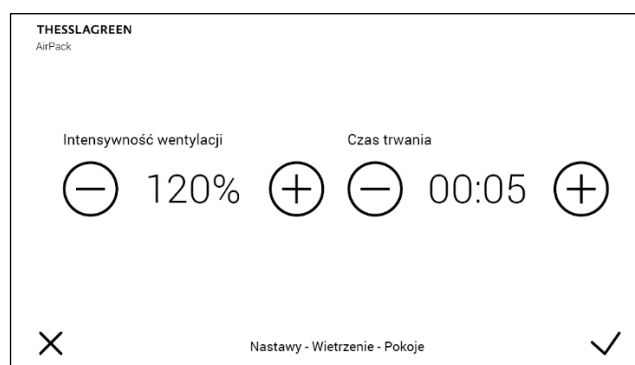 THESSLAGREEN
AirPack
Intensywność wentylacji Czas trwania
120% 00:05
Nastawy - Wietrzenie - Pokoje